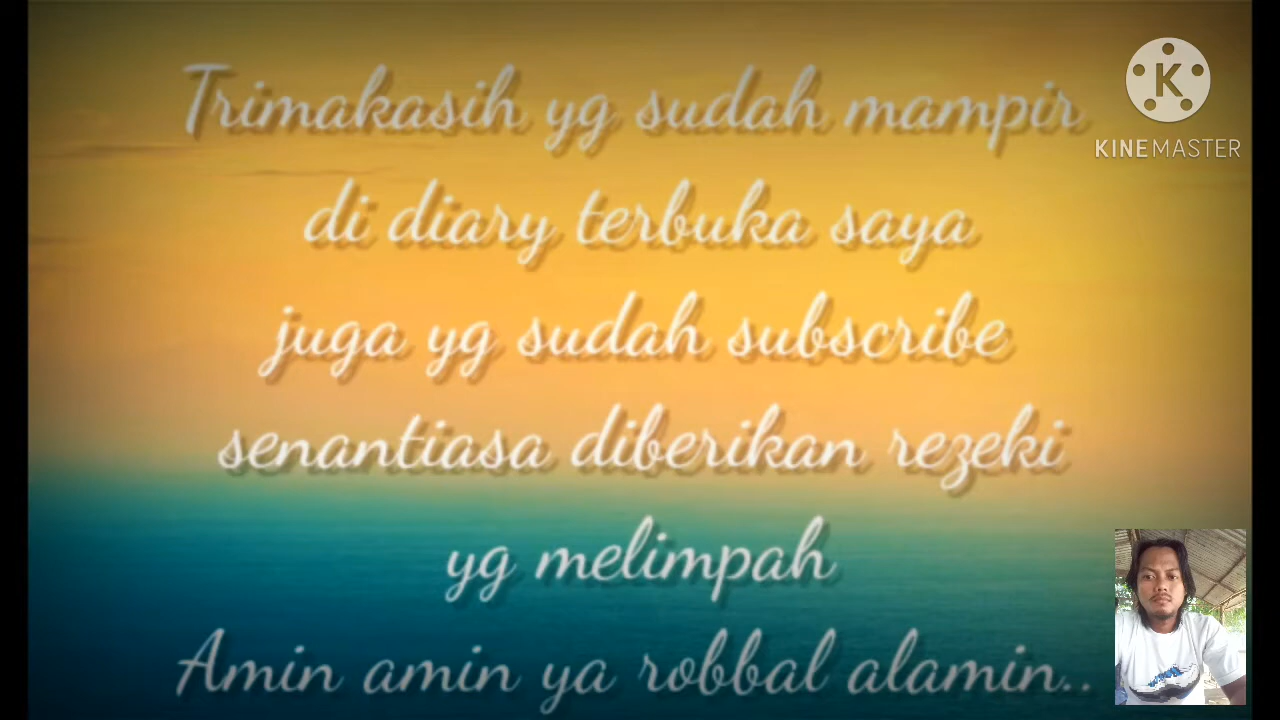 Trimakasih yg sudah mampir
di diary terbuka saya
juga yg sudah subscribe
senantiasa diberikan rezeki
yg melimpah
Amin amin ya robbal alamin..
K
KINEMASTER